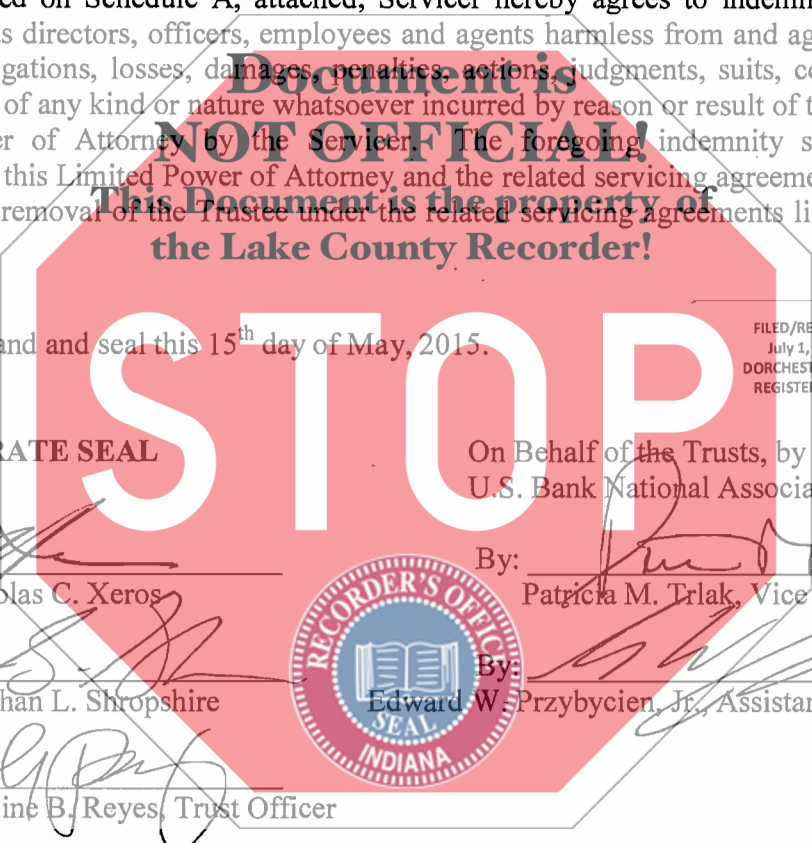 ed on Schedule A, attached, Servicer hereby agrees to indemni
s directors, officers, employees and agents harmless from and ag
gations, losses, damages, penalties, actions, judgments, suits, co
of any kind or nature whatsoever incurred by reason or result of t
er of Attorney by the Servicer. The foregoing indemnity s
this Limited Power of Attorney and the related servicing agreeme
removal of the Trustee under the related servicing agreements li
Document is
NOT OFFICIAL!
This Document is the property of
the Lake County Recorder!
and and seal this 15th day of May, 2015.
FILED/RE
July 1,
DORCHEST
REGISTE
STOP
RATE SEAL
On Behalf of the Trusts, by
U.S. Bank National Associa
By:
olas C. Xeros
Patricia M. Trlak, Vice
By:
han L. Shropshire
Edward W. Przybycien, Jr., Assistan
ine B. Reyes, Trust Officer
RECORDER'S OFFICE
SEAL
INDIANA